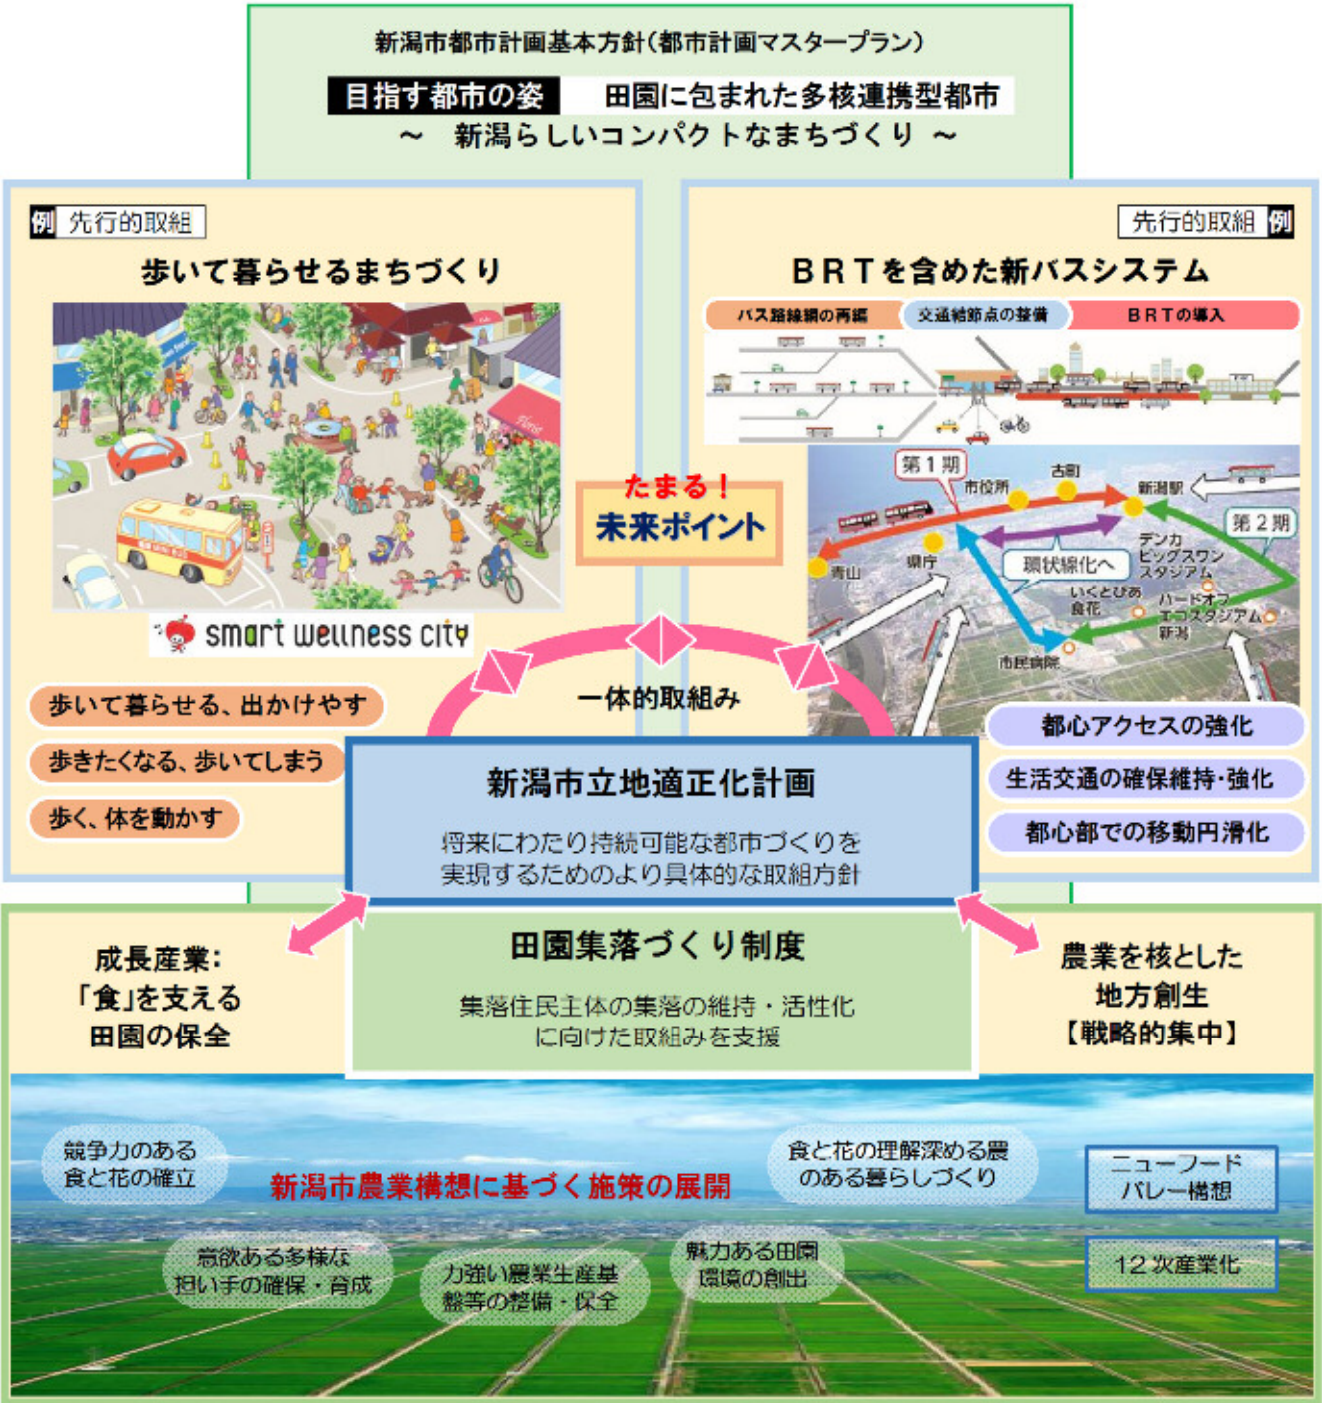 新潟市都市計画基本方針(都市計画マスタープラン)
目指す都市の姿 田園に包まれた多核連携型都市
～ 新潟らしいコンパクトなまちづくり ～
例 先行的取組
歩いて暮らせるまちづくり
Florist
smart wellness city
歩いて暮らせる、出かけやす
歩きたくなる、歩いてしまう
歩く、体を動かす
先行的取組 例
BRTを含めた新バスシステム
バス路線網の再編
交通結節点の整備
BRTの導入
第1期
市役所
古町
新潟駅
第2期
青山
県庁
環状線化へ
デンカ
ビッグスワン
スタジアム
いくとぴあ
食花
ハードオフ
エコスタジアム
新潟
市民病院
都心アクセスの強化
生活交通の確保維持・強化
都心部での移動円滑化
たまる!
未来ポイント
一体的取組み
新潟市立地適正化計画
将来にわたり持続可能な都市づくりを
実現するためのより具体的な取組方針
田園集落づくり制度
集落住民主体の集落の維持・活性化
に向けた取組みを支援
成長産業:
「食」を支える
田園の保全
農業を核とした
地方創生
【戦略的集中】
競争力のある
食と花の確立
新潟市農業構想に基づく施策の展開
食と花の理解深める農
のある暮らしづくり
ニューフード
バレー構想
意欲ある多様な
担い手の確保・育成
力強い農業生産基
盤等の整備・保全
魅力ある田園
環境の創出
12次産業化